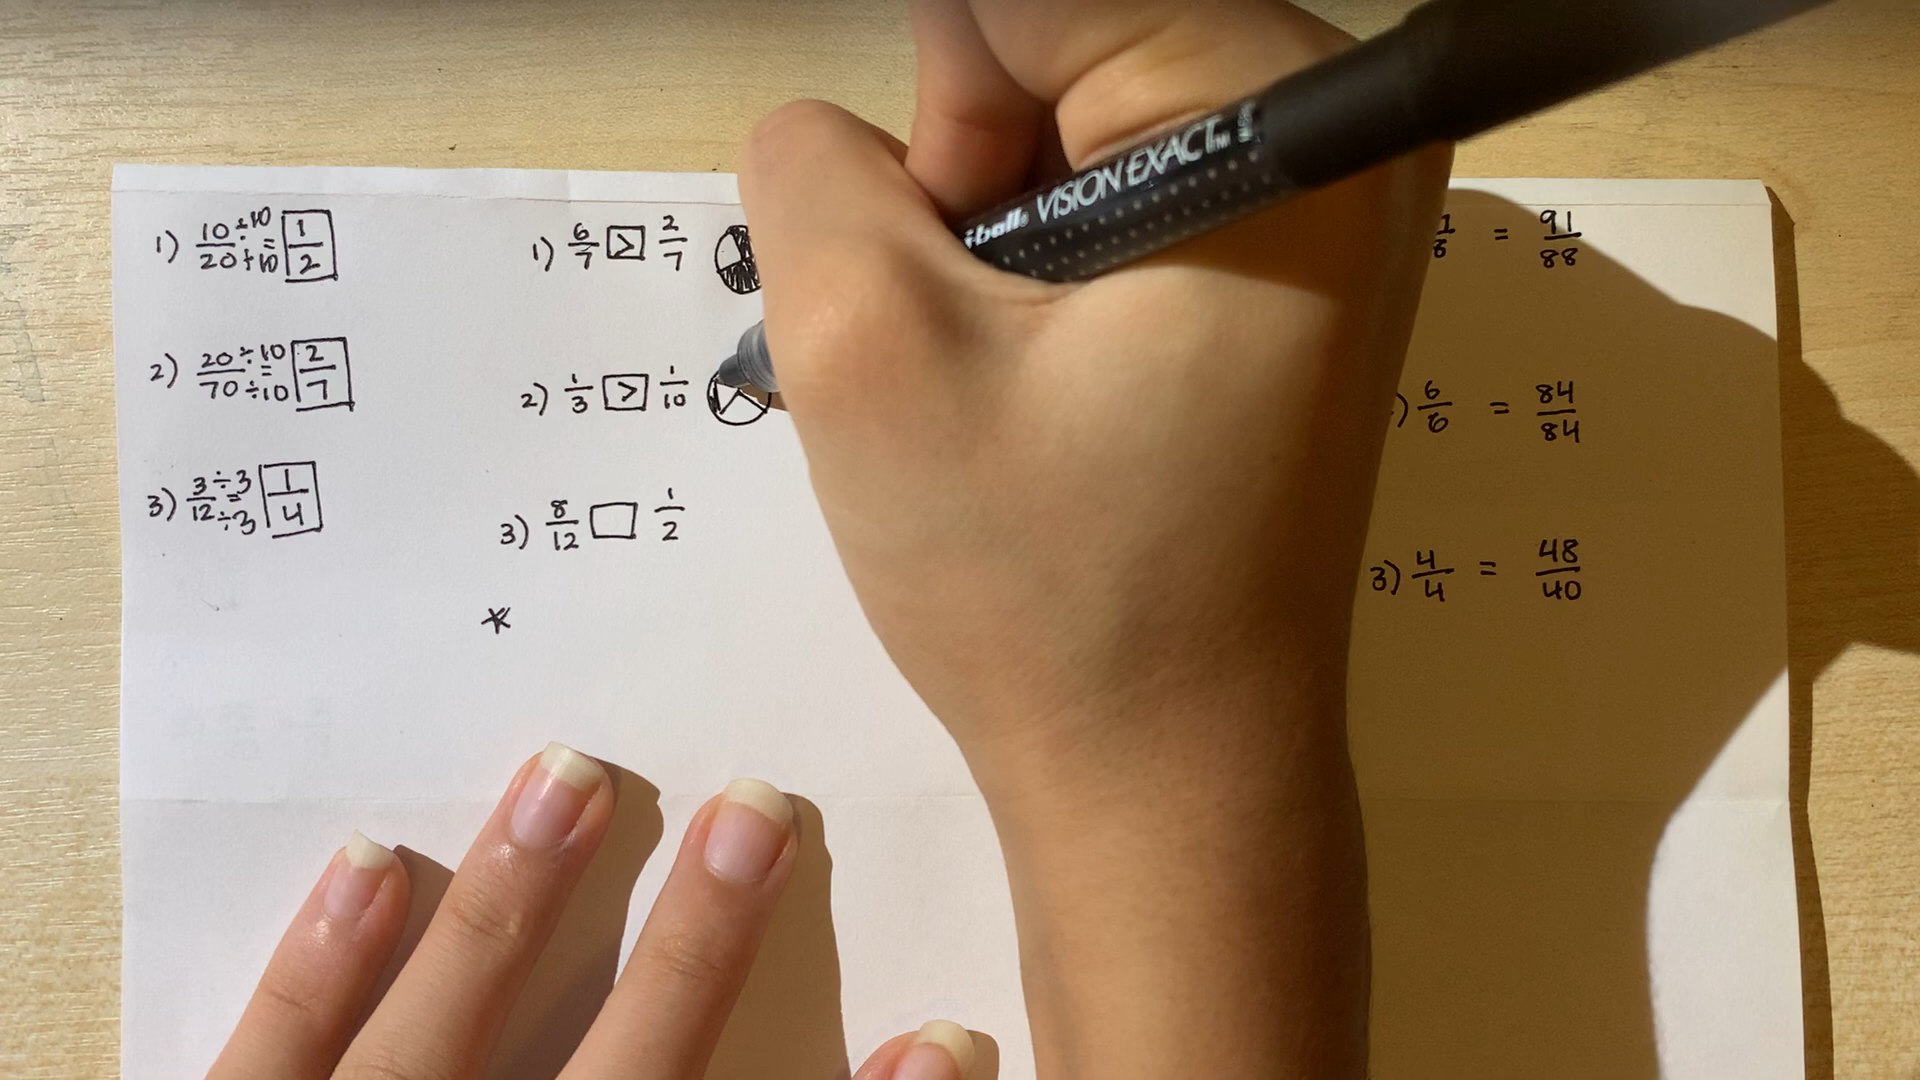 1) 10÷10 / 20÷10 = 1/2
2) 20÷10 / 70÷10 = 2/7
3) 3÷3 / 12÷3 = 1/4
1) 6/7 > 2/7
2) 1/3 > 1/10
3) 8/12 □ 1/2
*
= 91/88
) 6/6 = 84/84
3) 4/4 = 48/40
VISION EXACT™